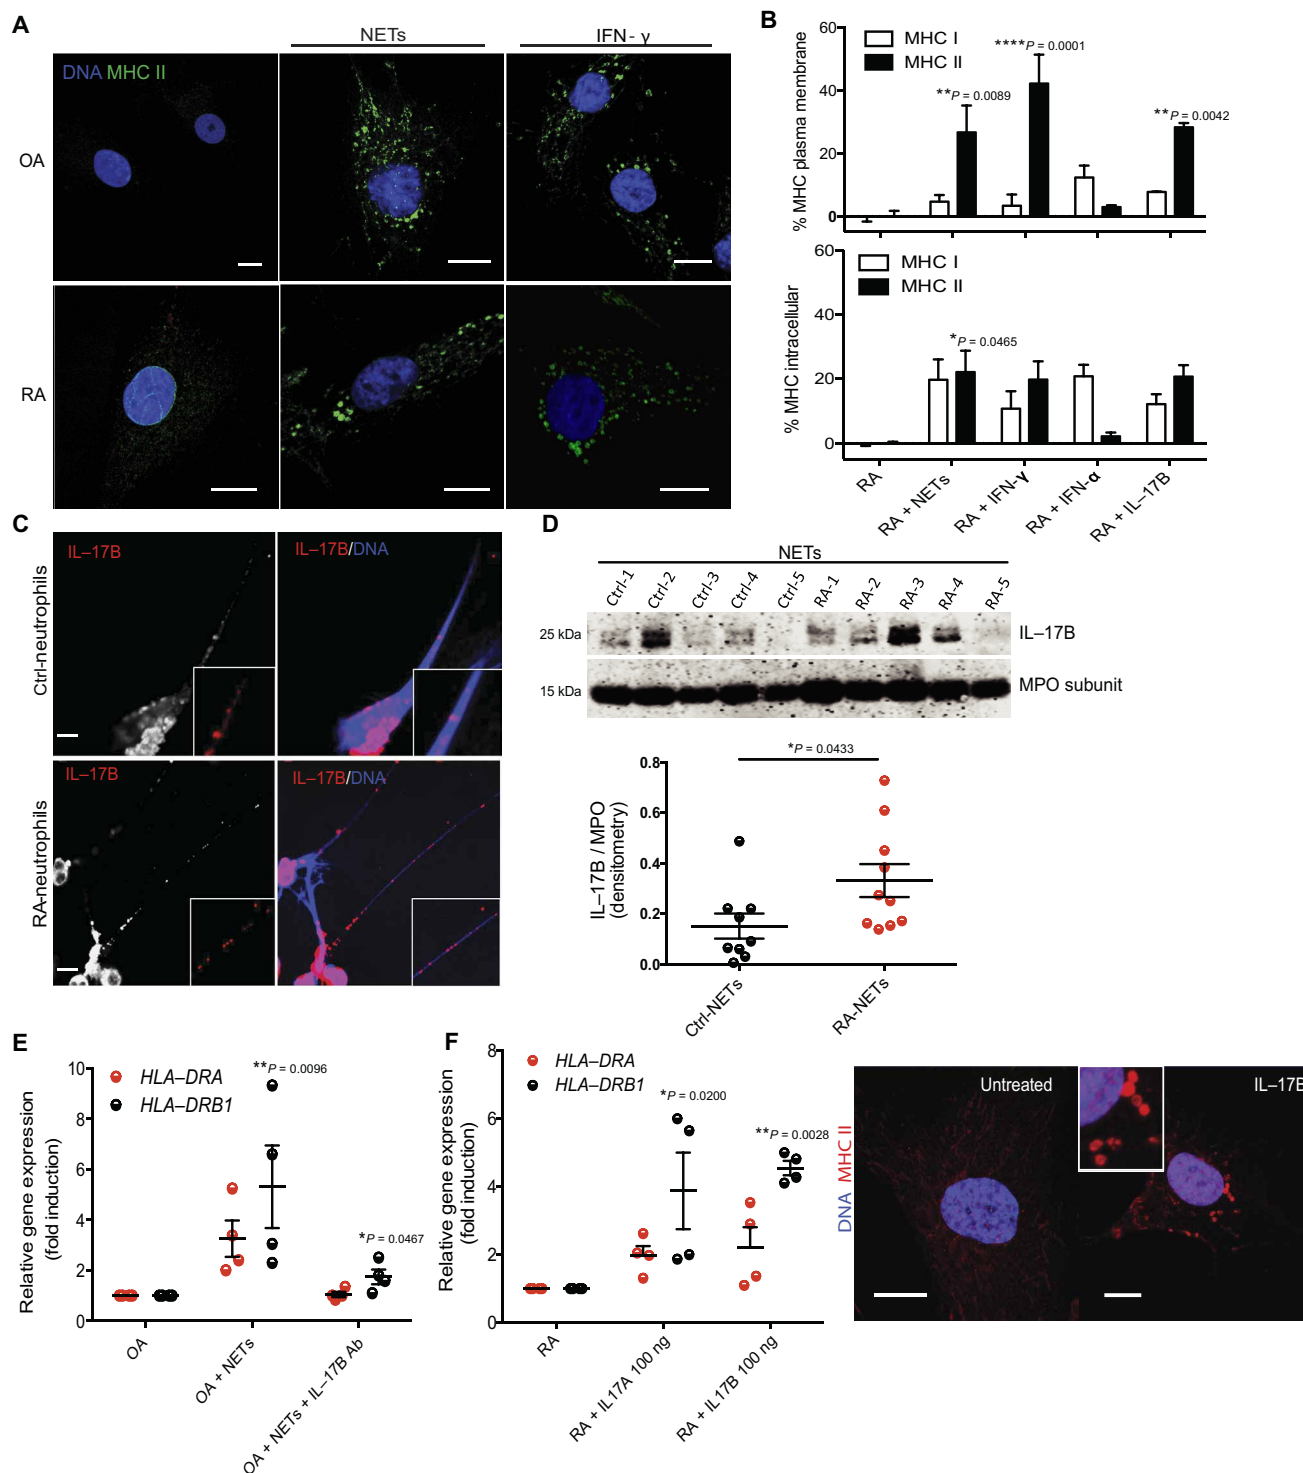 A
NETs
IFN- γ
DNA MHC II
OA
RA
B
% MHC plasma membrane
60
40
20
0
MHC I
MHC II
**P = 0.0089
****P = 0.0001
**P = 0.0042
% MHC intracellular
60
40
20
0
MHC I
MHC II
*P = 0.0465
RA
RA + NETs
RA + IFN-γ
RA + IFN-α
RA + IL–17B
C
Ctrl-neutrophils
IL–17B
IL–17B/DNA
RA-neutrophils
IL–17B
IL–17B/DNA
D
NETs
Ctrl-1
Ctrl-2
Ctrl-3
Ctrl-4
Ctrl-5
RA-1
RA-2
RA-3
RA-4
RA-5
25 kDa
IL–17B
15 kDa
MPO subunit
*P = 0.0433
IL–17B / MPO
(densitometry)
0.8
0.6
0.4
0.2
0.0
Ctrl-NETs
RA-NETs
E
Relative gene expression
(fold induction)
10
8
6
4
2
0
HLA–DRA
HLA–DRB1
**P = 0.0096
*P = 0.0467
OA
OA + NETs
OA + NETs + IL–17B Ab
F
Relative gene expression
(fold induction)
8
6
4
2
0
HLA–DRA
HLA–DRB1
*P = 0.0200
**P = 0.0028
RA
RA + IL17A 100 ng
RA + IL17B 100 ng
DNA MHC II
Untreated
IL–17B